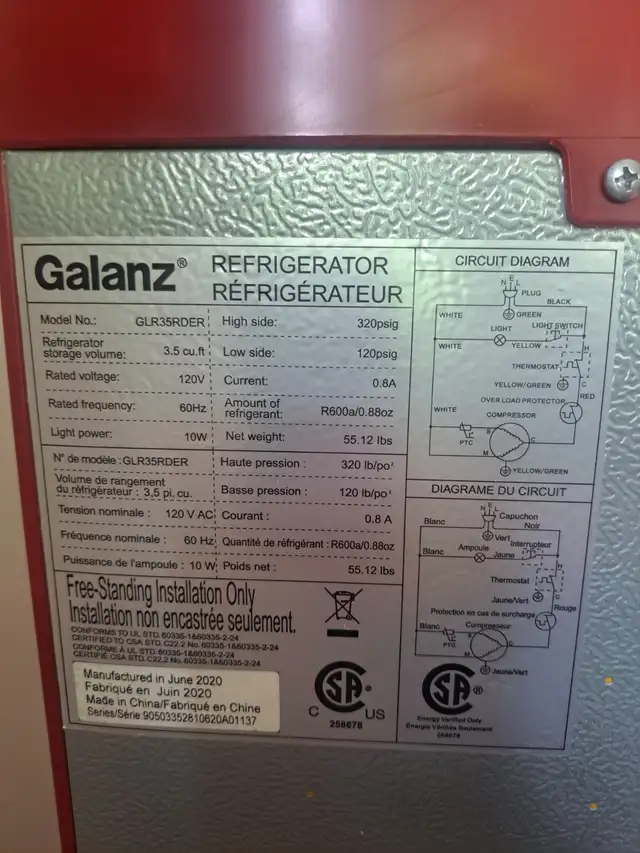 Galanz® REFRIGERATOR
RÉFRIGÉRATEUR
Model No.: GLR35RDER
Refrigerator
storage volume: 3.5 cu.ft
Rated voltage: 120V
Rated frequency: 60Hz
Light power: 10W
High side: 320psig
Low side: 120psig
Current: 0.8A
Amount of
refrigerant: R600a/0.88oz
Net weight: 55.12 lbs
N° de modèle : GLR35RDER
Volume de rangement
du réfrigérateur : 3,5 pi. cu.
Tension nominale : 120 V AC
Fréquence nominale : 60 Hz
Puissance de l'ampoule : 10 W
Haute pression : 320 lb/po²
Basse pression : 120 lb/po²
Courant : 0.8 A
Quantité de réfrigérant : R600a/0.88oz
Poids net : 55.12 lbs
Free-Standing Installation Only
Installation non encastrée seulement.
CONFORMS TO UL STD. 60335-1&60335-2-24
CERTIFIED TO CSA STD. C22.2 No. 60335-1&60335-2-24
CONFORME À UL STD. 60335-1&60335-2-24
CERTIFIÉ CSA STD. C22.2 No. 60335-1&60335-2-24
Manufactured in June 2020
Fabriqué en Juin 2020
Made in China/Fabriqué en Chine
Series/Série:90503352810620A01137
SA ®
C US
258678
CIRCUIT DIAGRAM
E
N L
PLUG
BLACK
WHITE
GREEN
LIGHT
LIGHT SWITCH
WHITE
YELLOW
H
THERMOSTAT
YELLOW/GREEN
C
RED
OVER LOAD PROTECTOR
WHITE
COMPRESSOR
S
PTC
C
M
YELLOW/GREEN
DIAGRAME DU CIRCUIT
E
N L
Capuchon
Blanc
Noir
Vert
Ampoule
Interrupteur
Blanc
Jaune
H
Thermostel
Jaune/Vert
C
Rouge
Protection en cas de surcharge
Blanc
Compresseur
S
PTC
C
M
Jaune/Vert
SA ®
Energy Verified Only
Energie Vérifiée Seulement
258678